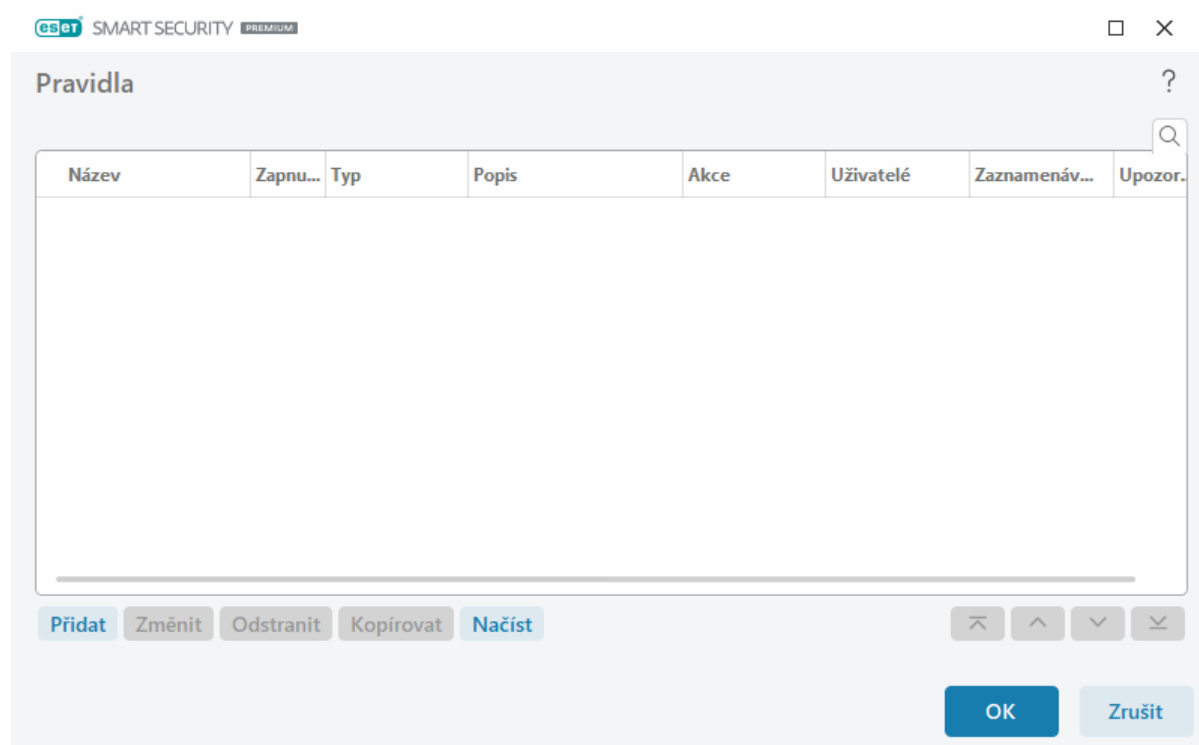 eset SMART SECURITY PREMIUM
Pravidla
?
Název Zapnu... Typ Popis Akce Uživatelé Zaznamenáv... Upozor..
Přidat Změnit Odstranit Kopírovat Načíst
OK Zrušit